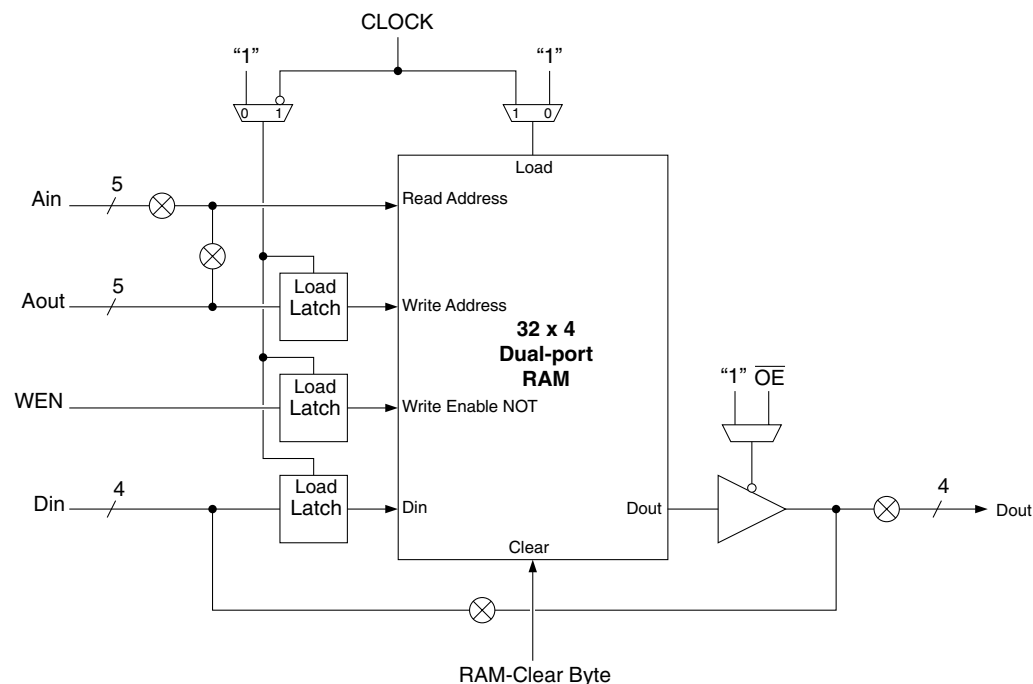 CLOCK
“1” “1”
0 1 1 0
Load
Ain 5 Read Address
Aout 5 Load
Latch Write Address
32 x 4
Dual-port
RAM
WEN Load
Latch Write Enable NOT
“1” OE
Din 4 Load
Latch Din Dout 4 Dout
Clear
RAM-Clear Byte